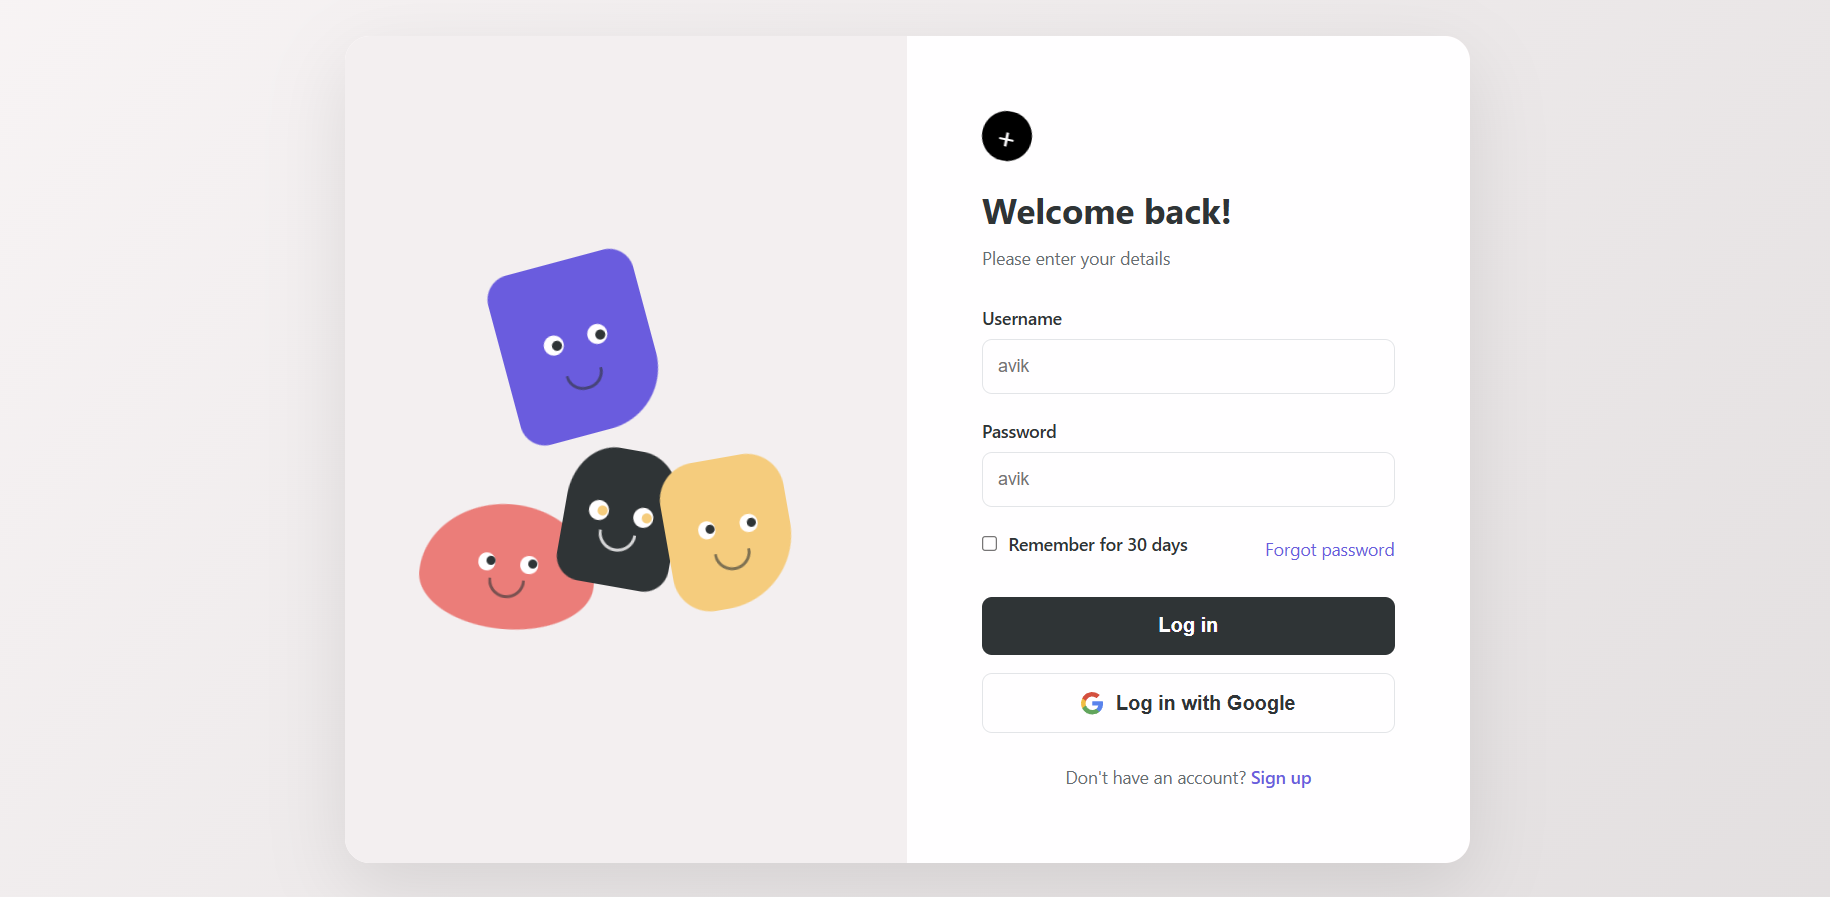 Welcome back!
Please enter your details
Username
avik
Password
avik
Remember for 30 days
Forgot password
Log in
Log in with Google
Don't have an account? Sign up